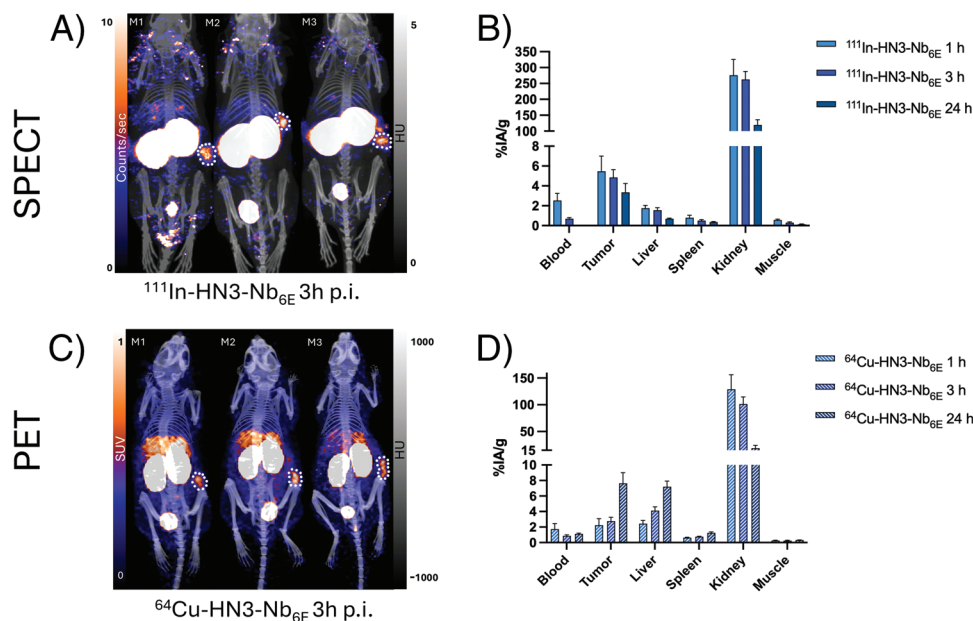 SPECT
A)
10
Counts/sec
0
M1
M2
M3
5
HU
0
¹¹¹In-HN3-Nb₆E 3h p.i.
B)
%IA/g
350
300
250
200
150
100
8
6
4
2
0
Blood
Tumor
Liver
Spleen
Kidney
Muscle
¹¹¹In-HN3-Nb₆E 1 h
¹¹¹In-HN3-Nb₆E 3 h
¹¹¹In-HN3-Nb₆E 24 h
PET
C)
1
SUV
0
M1
M2
M3
1000
HU
-1000
⁶⁴Cu-HN3-Nb₆E 3h p.i.
D)
%IA/g
150
100
50
15
10
8
6
4
2
0
Blood
Tumor
Liver
Spleen
Kidney
Muscle
⁶⁴Cu-HN3-Nb₆E 1 h
⁶⁴Cu-HN3-Nb₆E 3 h
⁶⁴Cu-HN3-Nb₆E 24 h